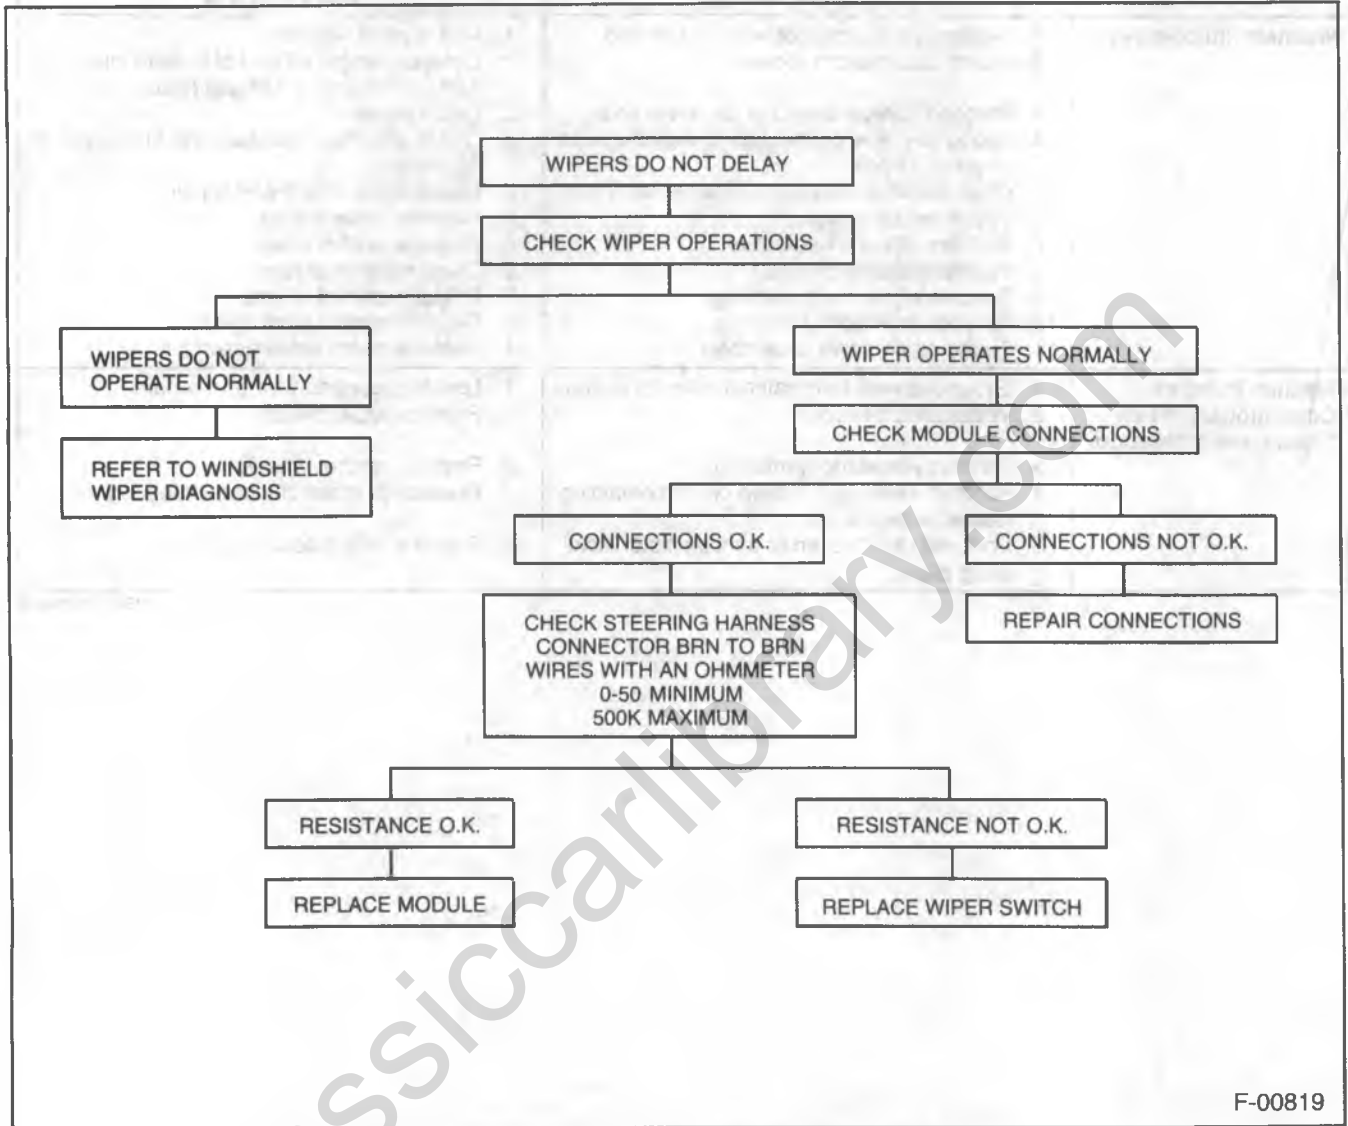 WIPERS DO NOT DELAY
CHECK WIPER OPERATIONS
WIPERS DO NOT
OPERATE NORMALLY
WIPER OPERATES NORMALLY
CHECK MODULE CONNECTIONS
REFER TO WINDSHIELD
WIPER DIAGNOSIS
CONNECTIONS O.K.
CONNECTIONS NOT O.K.
CHECK STEERING HARNESS
CONNECTOR BRN TO BRN
WIRES WITH AN OHMMETER
0-50 MINIMUM
500K MAXIMUM
REPAIR CONNECTIONS
RESISTANCE O.K.
RESISTANCE NOT O.K.
REPLACE MODULE
REPLACE WIPER SWITCH
F-00819
ssiccarlibrary.com